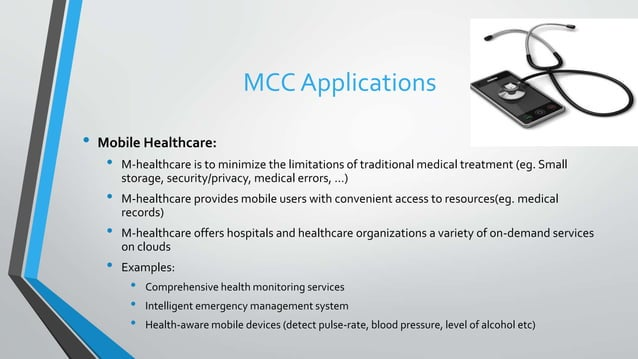 MCC Applications
• Mobile Healthcare:
• M-healthcare is to minimize the limitations of traditional medical treatment (eg. Small
storage, security/privacy, medical errors, …)
• M-healthcare provides mobile users with convenient access to resources(eg. medical
records)
• M-healthcare offers hospitals and healthcare organizations a variety of on-demand services
on clouds
• Examples:
• Comprehensive health monitoring services
• Intelligent emergency management system
• Health-aware mobile devices (detect pulse-rate, blood pressure, level of alcohol etc)